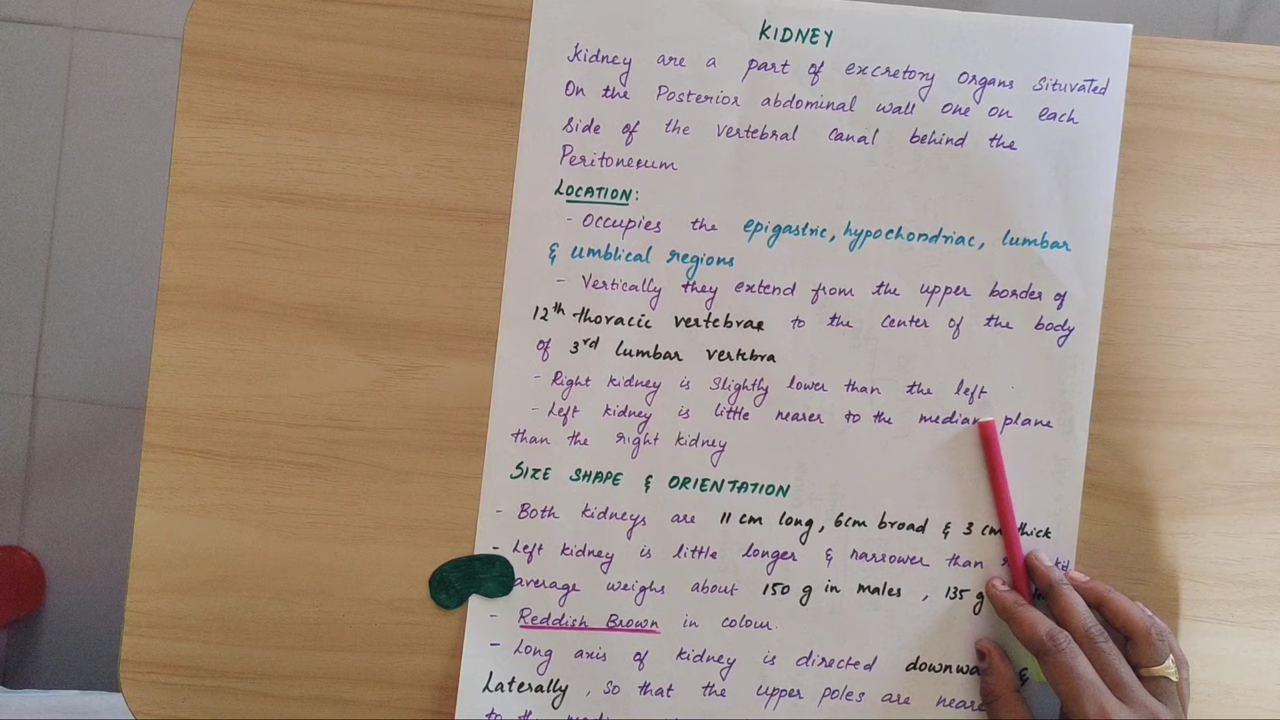 KIDNEY
Kidney are a part of excretory organs Situvated
On the Posterior abdominal wall one on each
Side of the vertebral Canal behind the
Peritoneum
LOCATION:
- Occupies the epigastric, hypochondriac, lumbar
& umblical regions
- Vertically they extend from the upper border of
12th thoracic vertebrae to the Center of the body
of 3rd lumbar vertebra
- Right kidney is Slightly lower than the left
- Left kidney is little nearer to the median plane
than the right kidney
SIZE SHAPE & ORIENTATION
- Both kidneys are 11 cm long, 6cm broad & 3 cm thick
- Left kidney is little longer & narrower than
average weighs about 150 g in males, 135 g
- Reddish Brown in colour.
- Long axis of kidney is directed &
Laterally, So that the upper poles are
to the